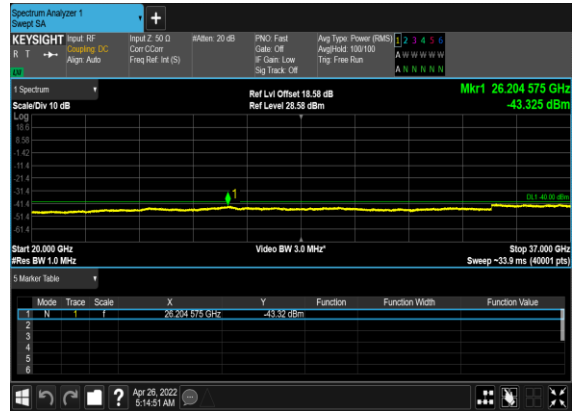 Spectrum Analyzer 1
Swept SA
KEYSIGHT Input: RF Input Z: 50 Ω #Atten: 20 dB PNO: Fast Avg Type: Power (RMS) 1 2 3 4 5 6
R T Coupling: DC Corr CCorr Gate: Off Avg|Hold: 100/100 A W W W W W
Align: Auto Freq Ref: Int (S) IF Gain: Low Trig: Free Run
Sig Track: Off A N N N N N
1 Spectrum Ref Lvl Offset 18.58 dB Mkr1 26.204 575 GHz
Scale/Div 10 dB Ref Level 28.58 dBm -43.325 dBm
Log
18.6
8.58
-1.42
-11.4
-21.4
-31.4
1
DL1 -40.00 dBm
-41.4
-51.4
-61.4
Start 20.000 GHz Video BW 3.0 MHz* Stop 37.000 GHz
#Res BW 1.0 MHz Sweep ~33.9 ms (40001 pts)
5 Marker Table
Mode Trace Scale X Y Function Function Width Function Value
1 N 1 f 26.204 575 GHz -43.32 dBm
2
3
4
5
6
? Apr 26, 2022
5:14:51 AM